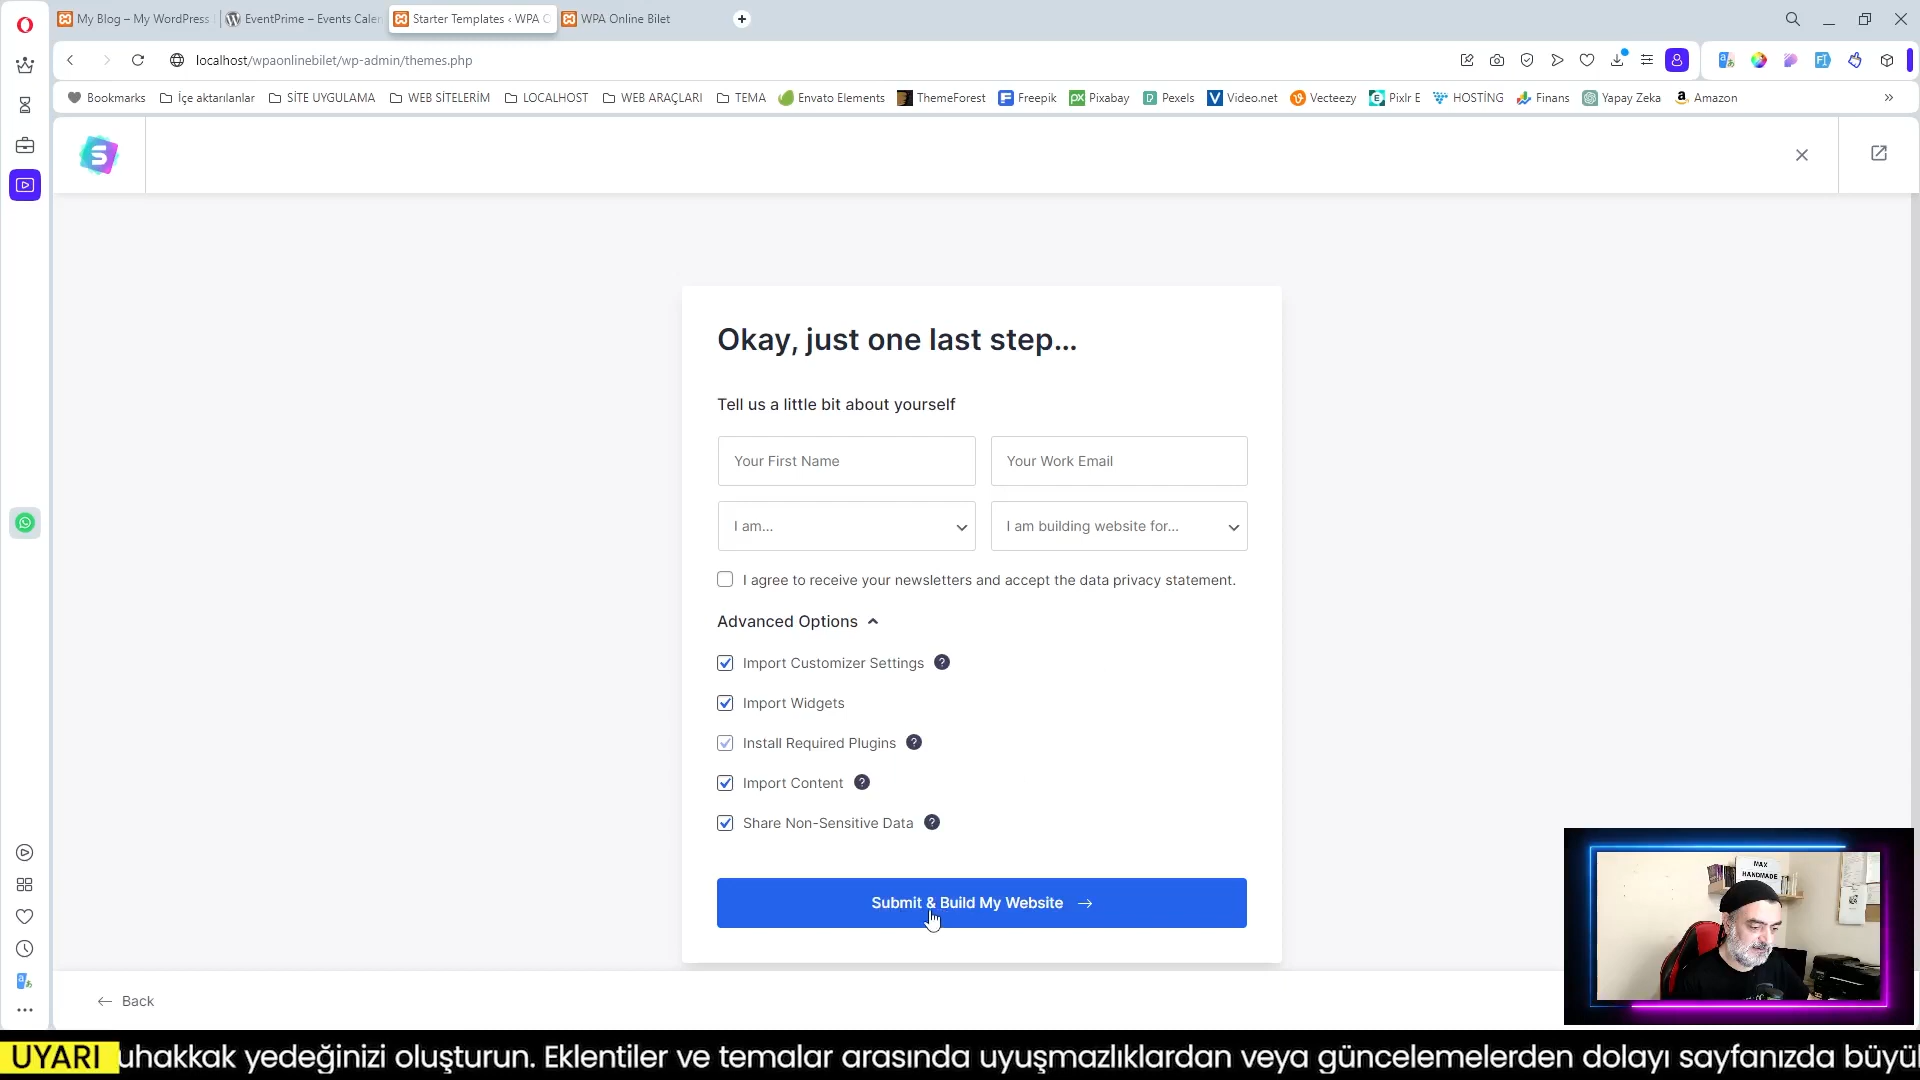 My Blog – My WordPress
EventPrime – Events Cale
Starter Templates ‹ WPA O
WPA Online Bilet
localhost/wpaonlinebilet/wp-admin/themes.php
Bookmarks
İçe aktarılanlar
SİTE UYGULAMA
WEB SİTELERİM
LOCALHOST
WEB ARAÇLARI
TEMA
Envato Elements
ThemeForest
Freepik
Pixabay
Pexels
Video.net
Vecteezy
Pixlr E
HOSTİNG
Finans
Yapay Zeka
Amazon
Okay, just one last step...
Tell us a little bit about yourself
Your First Name
Your Work Email
I am...
I am building website for...
I agree to receive your newsletters and accept the data privacy statement.
Advanced Options
Import Customizer Settings
Import Widgets
Install Required Plugins
Import Content
Share Non-Sensitive Data
Submit & Build My Website →
← Back
MAX
HANDMADE
UYARI uhakkak yedeğinizi oluşturun. Eklentiler ve temalar arasında uyuşmazlıklardan veya güncelemelerden dolayı sayfanızda büyü